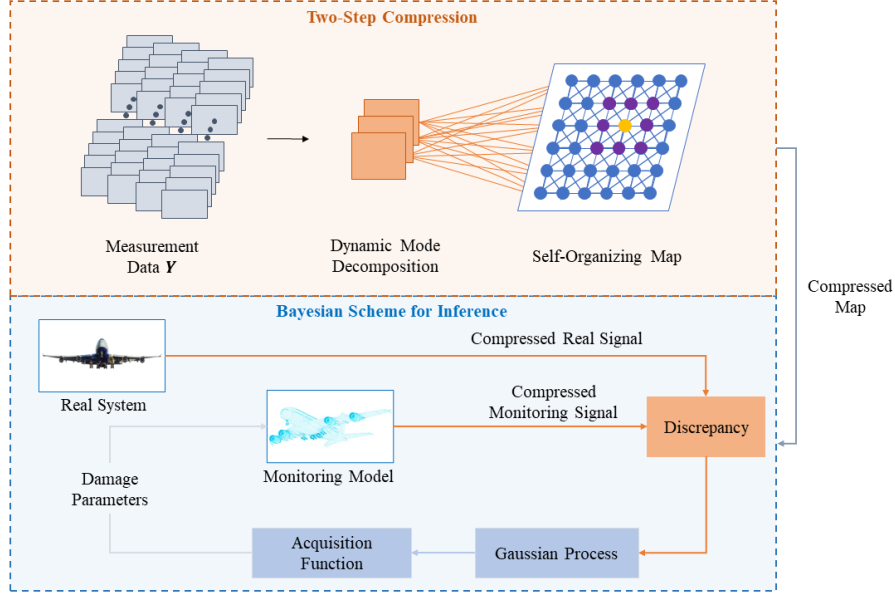 Two-Step Compression
Measurement
Data Y
Dynamic Mode
Decomposition
Self-Organizing Map
Compressed
Map
Bayesian Scheme for Inference
Compressed Real Signal
Real System
Compressed
Monitoring Signal
Discrepancy
Monitoring Model
Damage
Parameters
Acquisition
Function
Gaussian Process